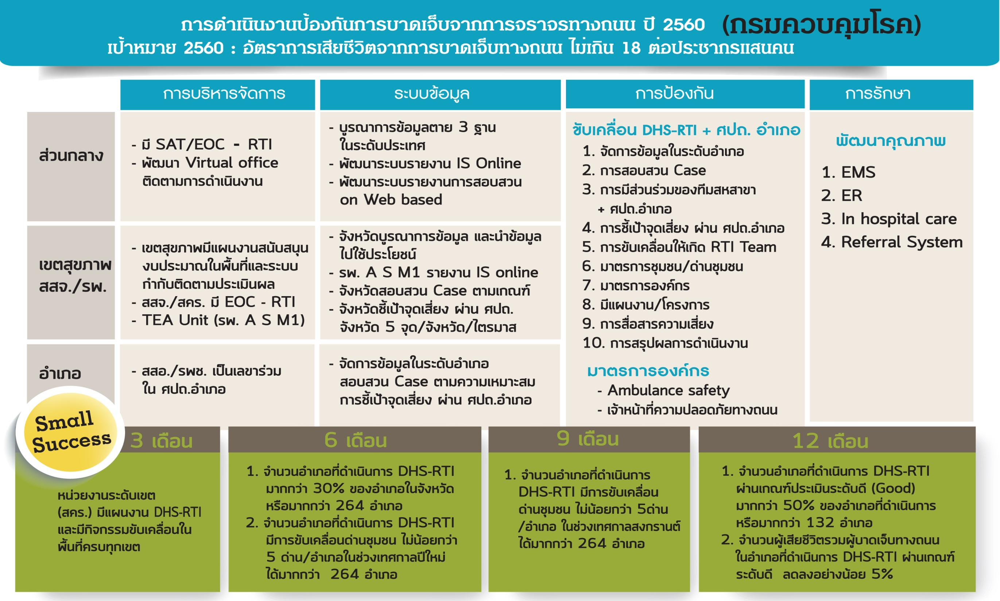 การดำเนินงานป้องกันการบาดเจ็บจากการจราจรทางถนน ปี 2560 (กรมควบคุมโรค)
เป้าหมาย 2560 : อัตราการเสียชีวิตจากการบาดเจ็บทางถนน ไม่เกิน 18 ต่อประชากรแสนคน
การบริหารจัดการ
ระบบข้อมูล
การป้องกัน
การรักษา
ส่วนกลาง
- มี SAT/EOC - RTI
- พัฒนา Virtual office
ติดตามการดำเนินงาน
- บูรณาการข้อมูลตาย 3 ฐาน
ในระดับประเทศ
- พัฒนาระบบรายงาน IS Online
- พัฒนาระบบรายงานการสอบสวน
on Web based
ขับเคลื่อน DHS-RTI + ศปถ. อำเภอ
1. จัดการข้อมูลในระดับอำเภอ
2. การสอบสวน Case
3. การมีส่วนร่วมของทีมสหสาขา
+ ศปถ.อำเภอ
4. การชี้เป้าจุดเสี่ยง ผ่าน ศปถ.อำเภอ
5. การขับเคลื่อนให้เกิด RTI Team
6. มาตรการชุมชน/ด่านชุมชน
7. มาตรการองค์กร
8. มีแผนงาน/โครงการ
9. การสื่อสารความเสี่ยง
10. การสรุปผลการดำเนินงาน
มาตรการองค์กร
- Ambulance safety
- เจ้าหน้าที่ความปลอดภัยทางถนน
พัฒนาคุณภาพ
1. EMS
2. ER
3. In hospital care
4. Referral System
เขตสุขภาพ
สสจ./รพ.
- เขตสุขภาพมีแผนงานสนับสนุน
งบประมาณในพื้นที่และระบบ
กำกับติดตามประเมินผล
- สสจ./สคร. มี EOC - RTI
- TEA Unit (รพ. A S M1)
- จังหวัดบูรณาการข้อมูล และนำข้อมูล
ไปใช้ประโยชน์
- รพ. A S M1 รายงาน IS online
- จังหวัดสอบสวน Case ตามเกณฑ์
- จังหวัดชี้เป้าจุดเสี่ยง ผ่าน ศปถ.
จังหวัด 5 จุด/จังหวัด/ไตรมาส
อำเภอ
- สสอ./รพช. เป็นเลขาร่วม
ใน ศปถ.อำเภอ
- จัดการข้อมูลในระดับอำเภอ
สอบสวน Case ตามความเหมาะสม
การชี้เป้าจุดเสี่ยง ผ่าน ศปถ.อำเภอ
Small
Success
3 เดือน
หน่วยงานระดับเขต
(สคร.) มีแผนงาน DHS-RTI
และมีกิจกรรมขับเคลื่อนใน
พื้นที่ครบทุกเขต
6 เดือน
1. จำนวนอำเภอที่ดำเนินการ DHS-RTI
มากกว่า 30% ของอำเภอในจังหวัด
หรือมากกว่า 264 อำเภอ
2. จำนวนอำเภอที่ดำเนินการ DHS-RTI
มีการขับเคลื่อนด่านชุมชน ไม่น้อยกว่า
5 ด่าน/อำเภอในช่วงเทศกาลปีใหม่
ได้มากกว่า 264 อำเภอ
9 เดือน
1. จำนวนอำเภอที่ดำเนินการ
DHS-RTI มีการขับเคลื่อน
ด่านชุมชน ไม่น้อยกว่า 5ด่าน
/อำเภอ ในช่วงเทศกาลสงกรานต์
ได้มากกว่า 264 อำเภอ
12 เดือน
1. จำนวนอำเภอที่ดำเนินการ DHS-RTI
ผ่านเกณฑ์ประเมินระดับดี (Good)
มากกว่า 50% ของอำเภอที่ดำเนินการ
หรือมากกว่า 132 อำเภอ
2. จำนวนผู้เสียชีวิตรวมผู้บาดเจ็บทางถนน
ในอำเภอที่ดำเนินการ DHS-RTI ผ่านเกณฑ์
ระดับดี ลดลงอย่างน้อย 5%